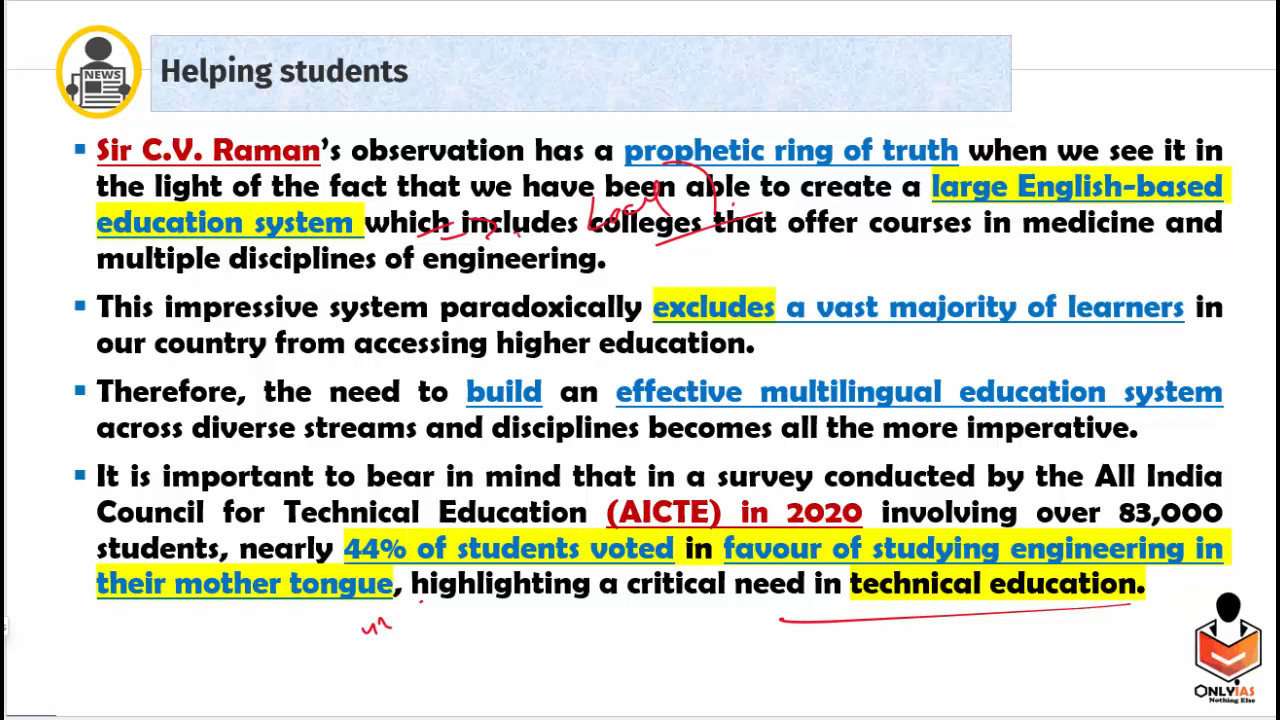 NEWS
Helping students
▪ Sir C.V. Raman's observation has a prophetic ring of truth when we see it in
the light of the fact that we have been able to create a large English-based
education system which includes colleges that offer courses in medicine and
multiple disciplines of engineering.
▪ This impressive system paradoxically excludes a vast majority of learners in
our country from accessing higher education.
▪ Therefore, the need to build an effective multilingual education system
across diverse streams and disciplines becomes all the more imperative.
▪ It is important to bear in mind that in a survey conducted by the All India
Council for Technical Education (AICTE) in 2020 involving over 83,000
students, nearly 44% of students voted in favour of studying engineering in
their mother tongue, highlighting a critical need in technical education.
ONLYIAS
Nothing Else